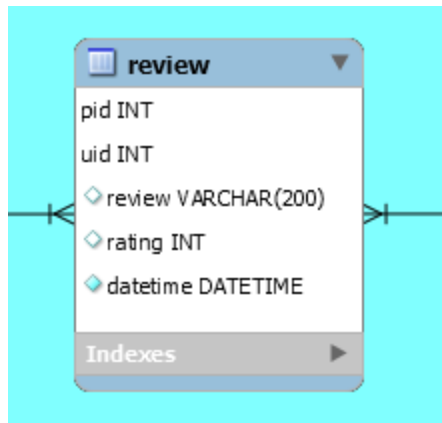 review
pid INT
uid INT
review VARCHAR(200)
rating INT
datetime DATETIME
Indexes